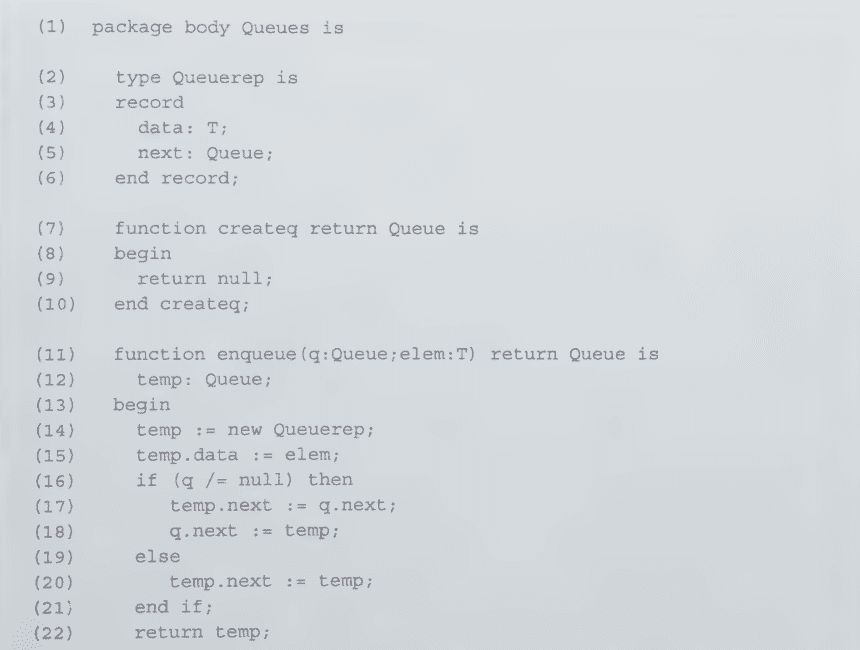 (1) package body Queues is
(2) type Queuerep is
(3) record
(4) data: T;
(5) next: Queue;
(6) end record;
(7) function createq return Queue is
(8) begin
(9) return null;
(10) end createq;
(11) function enqueue(q:Queue;elem:T) return Queue is
(12) temp: Queue;
(13) begin
(14) temp := new Queuerep;
(15) temp.data := elem;
(16) if (q /= null) then
(17) temp.next := q.next;
(18) q.next := temp;
(19) else
(20) temp.next := temp;
(21) end if;
(22) return temp;